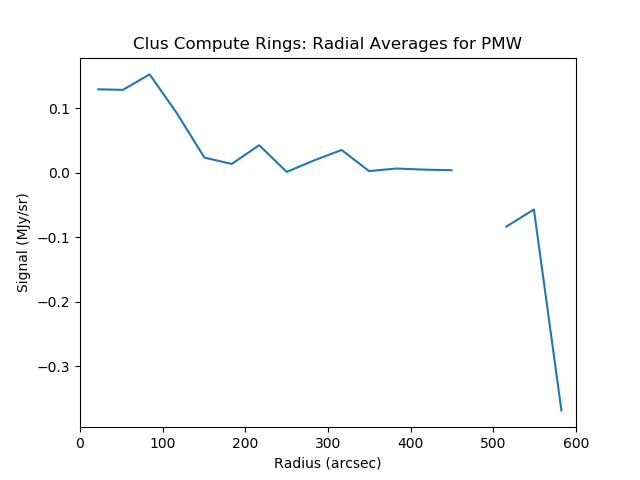 Clus Compute Rings: Radial Averages for PMW
Signal (MJy/sr)
0.1
0.0
−0.1
−0.2
−0.3
0 100 200 300 400 500 600
Radius (arcsec)